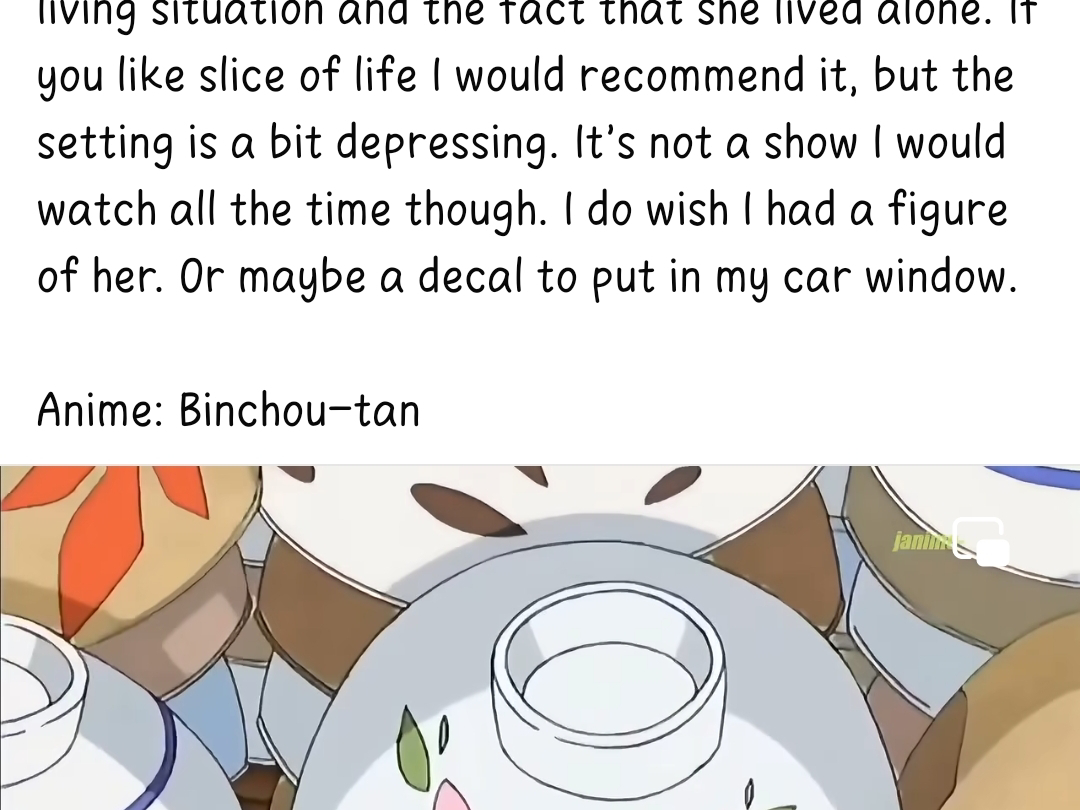 living situation and the fact that she lived alone. If
you like slice of life I would recommend it, but the
setting is a bit depressing. It's not a show I would
watch all the time though. I do wish I had a figure
of her. Or maybe a decal to put in my car window.
Anime: Binchou-tan